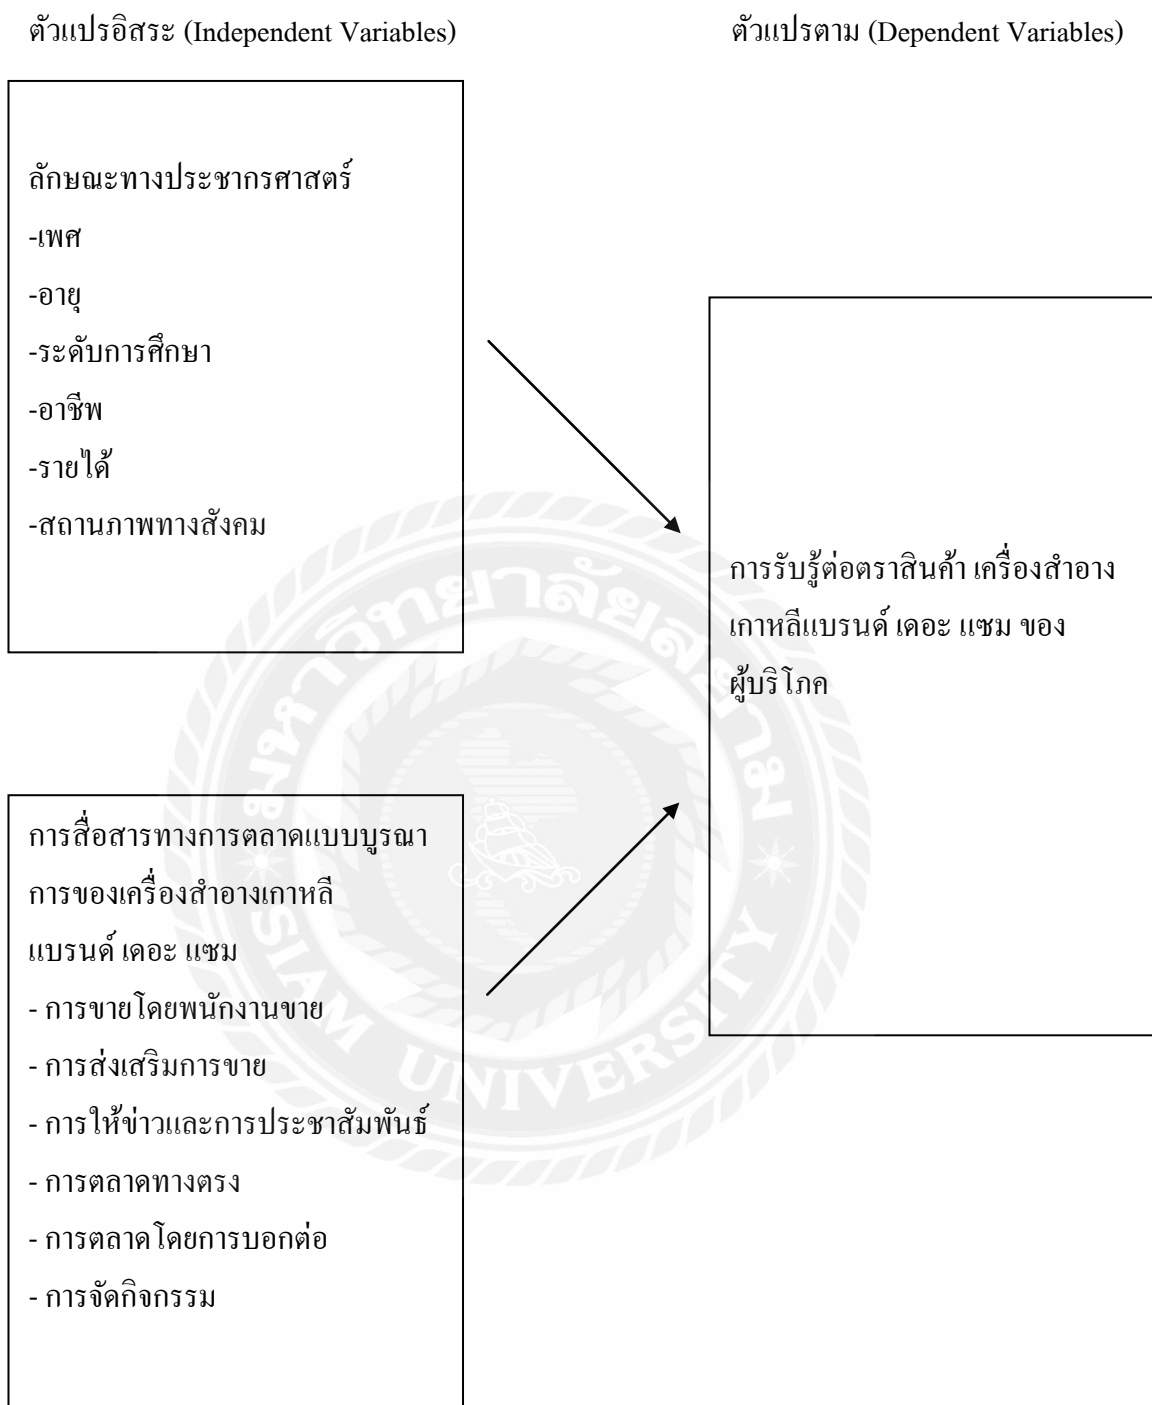 ตัวแปรอิสระ (Independent Variables)
ตัวแปรตาม (Dependent Variables)
ลักษณะทางประชากรศาสตร์
-เพศ
-อายุ
-ระดับการศึกษา
-อาชีพ
-รายได้
-สถานภาพทางสังคม
การรับรู้ต่อตราสินค้า เครื่องสำอาง
เกาหลีแบรนด์ เดอะ แซม ของ
ผู้บริโภค
การสื่อสารทางการตลาดแบบบูรณา
การของเครื่องสำอางเกาหลี
แบรนด์ เดอะ แซม
- การขายโดยพนักงานขาย
- การส่งเสริมการขาย
- การให้ข่าวและการประชาสัมพันธ์
- การตลาดทางตรง
- การตลาดโดยการบอกต่อ
- การจัดกิจกรรม
มหาวิทยาลัยสยาม
SIAM UNIVERSITY